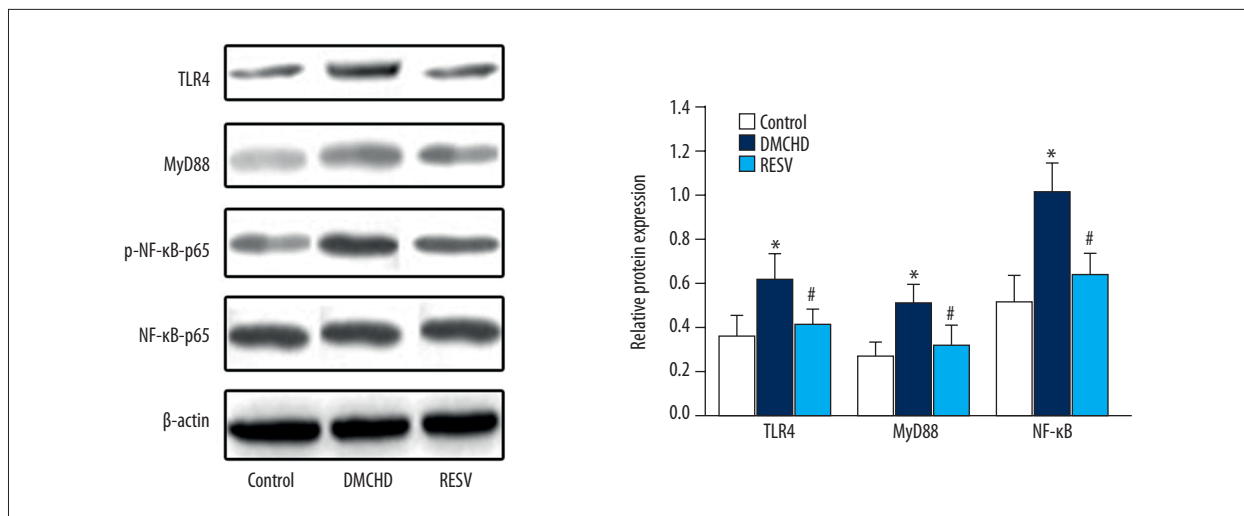 TLR4
MyD88
p-NF-κB-p65
NF-κB-p65
β-actin
Control DMCHD RESV
Relative protein expression
1.4
1.2
1.0
0.8
0.6
0.4
0.2
0.0
Control
DMCHD
RESV
* # * # * #
TLR4 MyD88 NF-κB